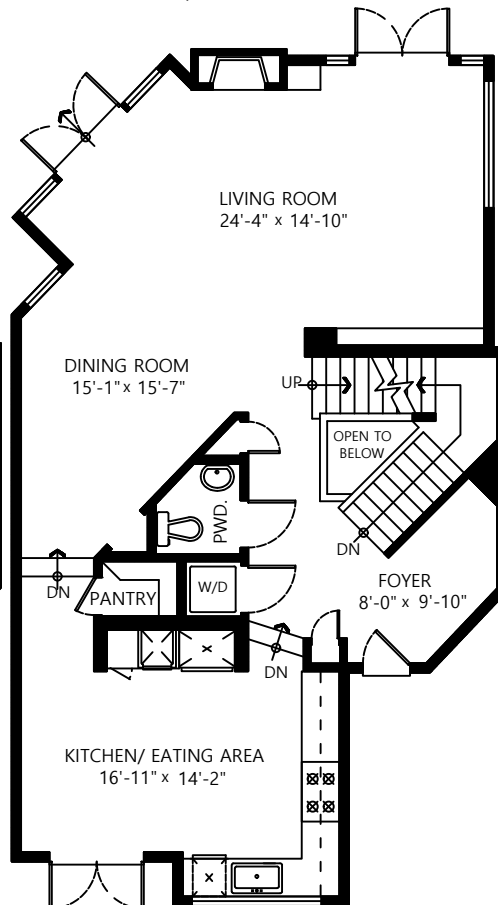 LIVING ROOM
24'-4" x 14'-10"
DINING ROOM
15'-1" x 15'-7"
UP
OPEN TO
BELOW
PWD.
DN
DN
PANTRY
W/D
FOYER
8'-0" x 9'-10"
DN
KITCHEN/ EATING AREA
16'-11" x 14'-2"